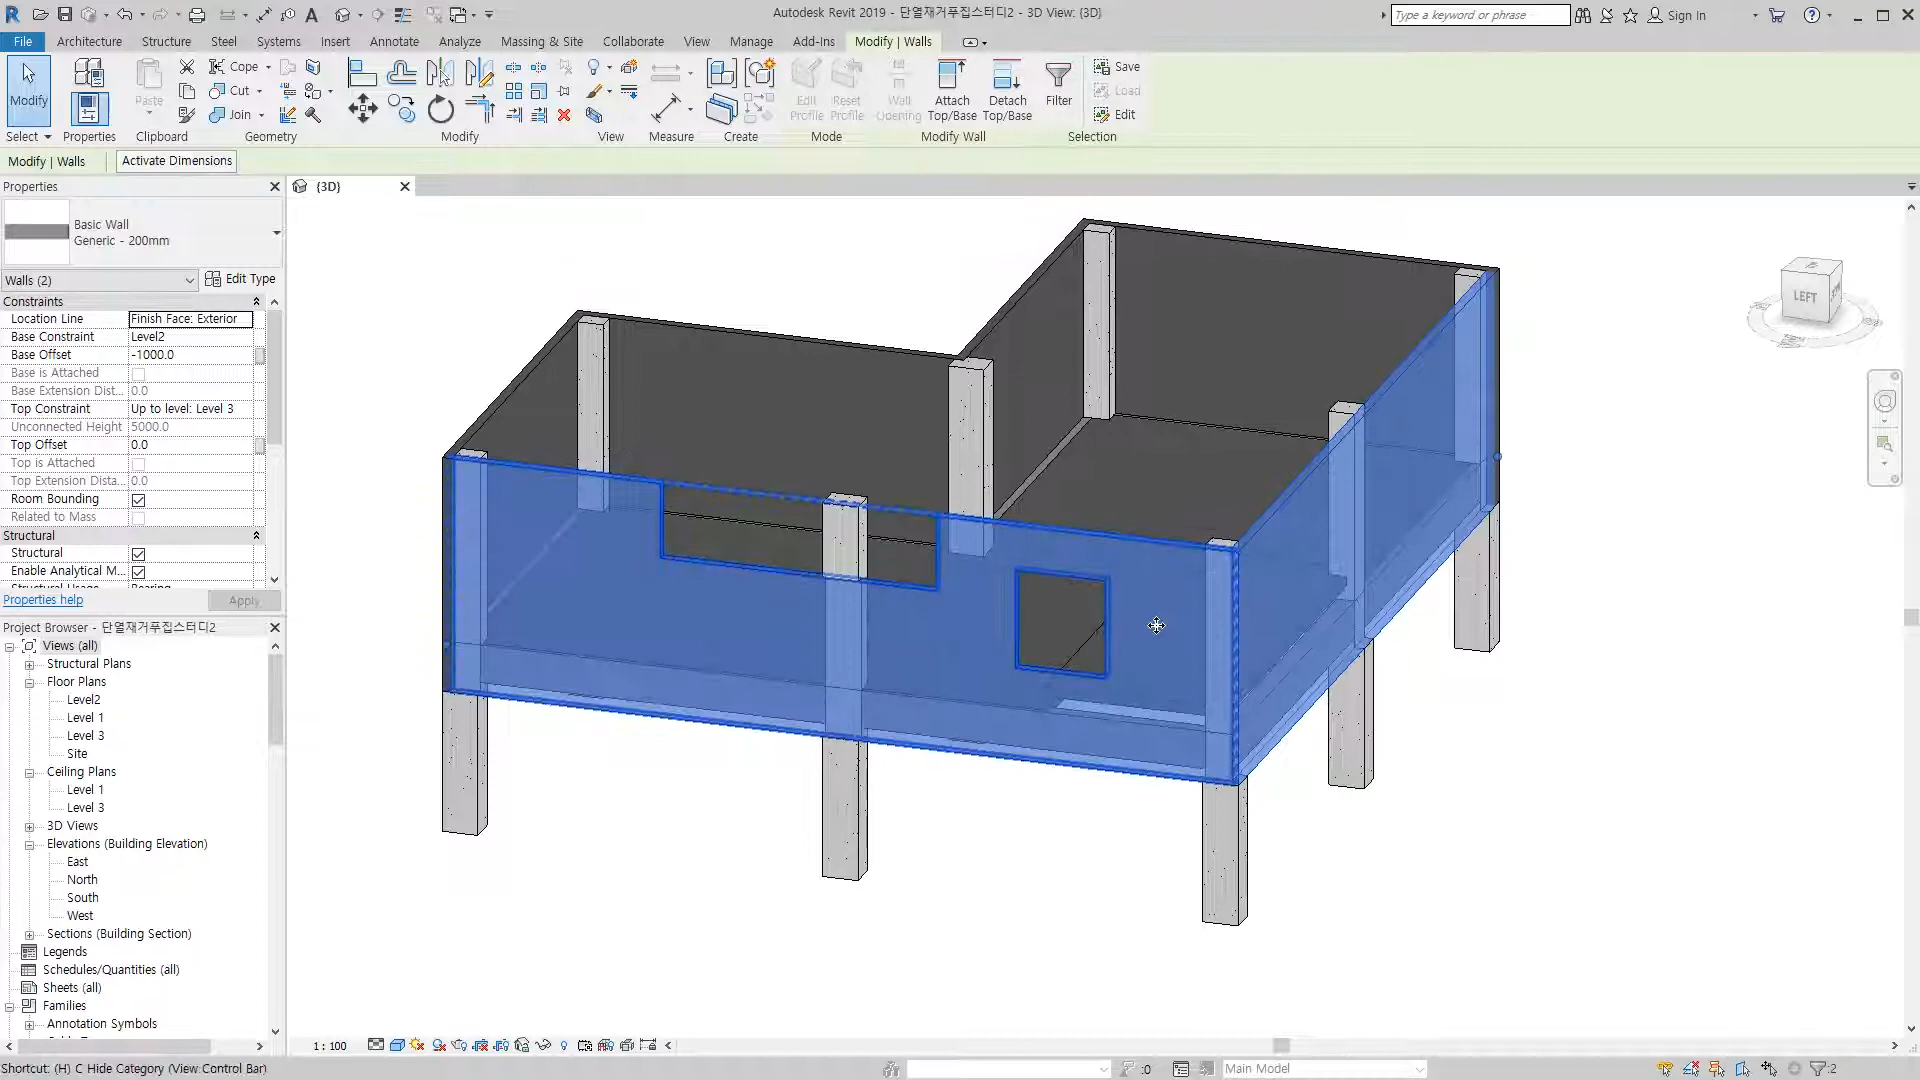 Autodesk Revit 2019 - 단열재거푸집스터디2 - 3D View: {3D}
Type a keyword or phrase
Sign In
File Architecture Structure Steel Systems Insert Annotate Analyze Massing & Site Collaborate View Manage Add-Ins Modify | Walls
Modify
Paste
Cope
Cut
Join
Edit Profile
Reset Profile
Wall Opening
Attach Top/Base
Detach Top/Base
Filter
Save
Load
Edit
Select Properties Clipboard Geometry Modify View Measure Create Mode Modify Wall Selection
Modify | Walls Activate Dimensions
Properties
{3D}
Basic Wall
Generic - 200mm
Walls (2) Edit Type
Constraints
Location Line Finish Face: Exterior
Base Constraint Level2
Base Offset -1000.0
Base is Attached
Base Extension Dist... 0.0
Top Constraint Up to level: Level 3
Unconnected Height 5000.0
Top Offset 0.0
Top is Attached
Top Extension Dista... 0.0
Room Bounding
Related to Mass
Structural
Structural
Enable Analytical M...
Properties help Apply
Project Browser - 단열재거푸집스터디2
Views (all)
Structural Plans
Floor Plans
Level2
Level 1
Level 3
Site
Ceiling Plans
Level 1
Level 3
3D Views
Elevations (Building Elevation)
East
North
South
West
Sections (Building Section)
Legends
Schedules/Quantities (all)
Sheets (all)
Families
Annotation Symbols
LEFT
1 : 100
Shortcut: (H) C Hide Category (View Control Bar)
:0
Main Model
:2